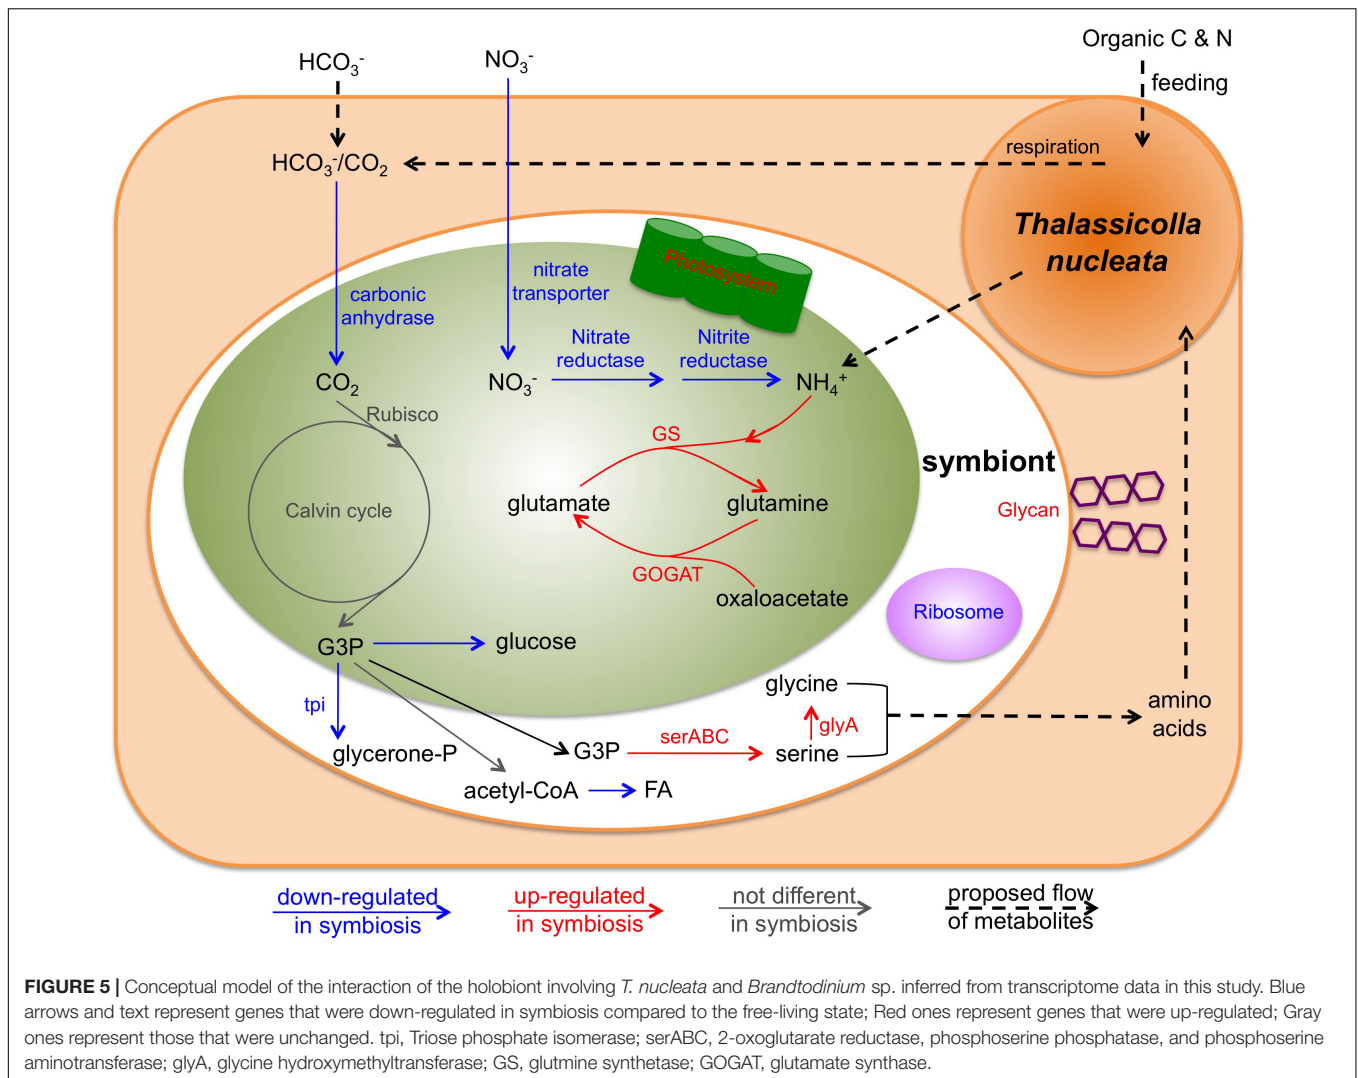 HCO₃⁻
NO₃⁻
Organic C & N
feeding
HCO₃⁻/CO₂
respiration
Thalassicolla
nucleata
Photosystem
carbonic
anhydrase
nitrate
transporter
Nitrate
reductase
Nitrite
reductase
CO₂
NO₃⁻
NH₄⁺
Rubisco
GS
symbiont
Calvin cycle
glutamate
glutamine
Glycan
GOGAT
oxaloacetate
Ribosome
G3P
glucose
glycine
tpi
glyA
amino
acids
glycerone-P
G3P
serABC
serine
acetyl-CoA
FA
down-regulated
in symbiosis
up-regulated
in symbiosis
not different
in symbiosis
proposed flow
of metabolites
FIGURE 5 | Conceptual model of the interaction of the holobiont involving T. nucleata and Brandtodinium sp. inferred from transcriptome data in this study. Blue
arrows and text represent genes that were down-regulated in symbiosis compared to the free-living state; Red ones represent genes that were up-regulated; Gray
ones represent those that were unchanged. tpi, Triose phosphate isomerase; serABC, 2-oxoglutarate reductase, phosphoserine phosphatase, and phosphoserine
aminotransferase; glyA, glycine hydroxymethyltransferase; GS, glutmine synthetase; GOGAT, glutamate synthase.